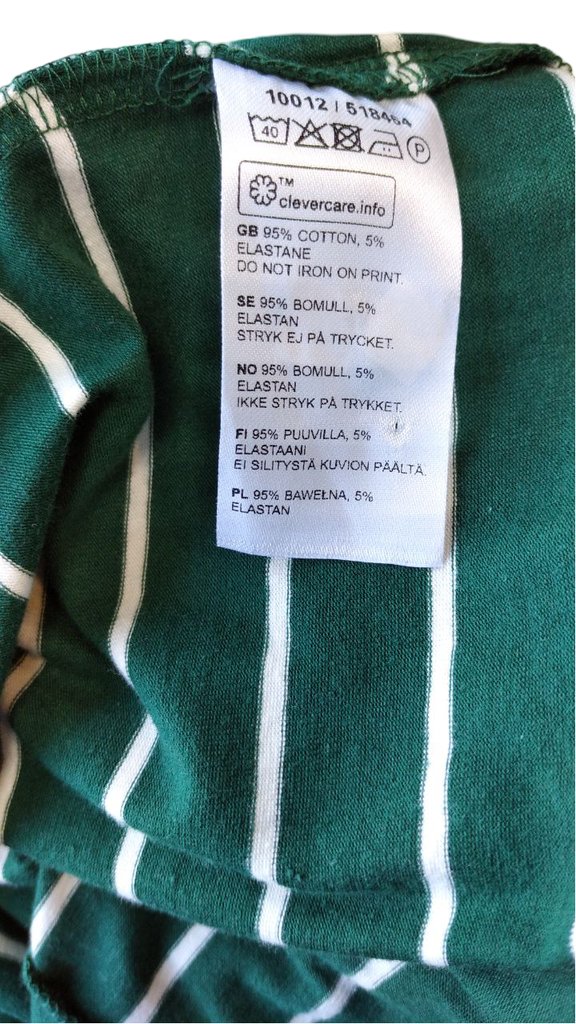 10012 / 518464
40 P
™
clevercare.info
GB 95% COTTON, 5%
ELASTANE
DO NOT IRON ON PRINT.
SE 95% BOMULL, 5%
ELASTAN
STRYK EJ PÅ TRYCKET.
NO 95% BOMULL, 5%
ELASTAN
IKKE STRYK PÅ TRYKKET.
FI 95% PUUVILLA, 5%
ELASTAANI
EI SILITYSTÄ KUVION PÄÄLTÄ.
PL 95% BAWEŁNA, 5%
ELASTAN